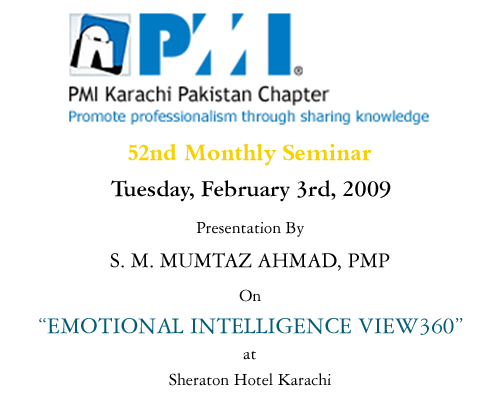 PMI®
PMI Karachi Pakistan Chapter
Promote professionalism through sharing knowledge
52nd Monthly Seminar
Tuesday, February 3rd, 2009
Presentation By
S. M. MUMTAZ AHMAD, PMP
On
“EMOTIONAL INTELLIGENCE VIEW360”
at
Sheraton Hotel Karachi